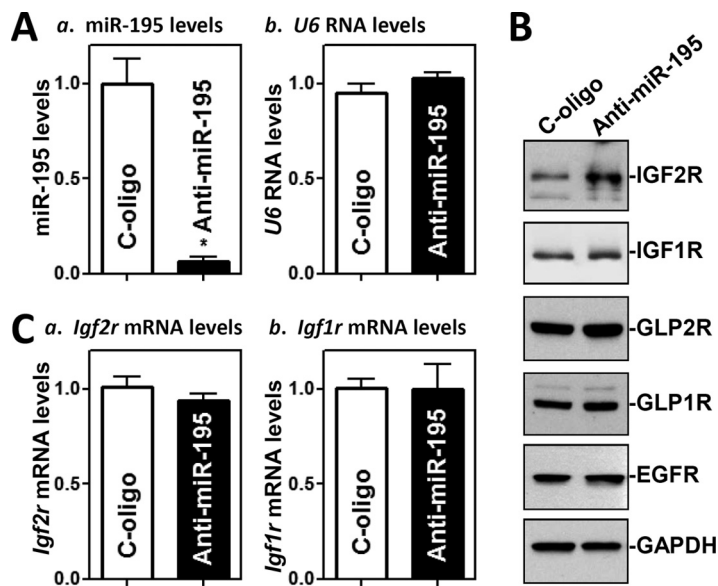 A
a. miR-195 levels
miR-195 levels
1.0
0.5
0.0
C-oligo
* Anti-miR-195
b. U6 RNA levels
U6 RNA levels
1.0
0.5
0.0
C-oligo
Anti-miR-195
B
C-oligo
Anti-miR-195
-IGF2R
-IGF1R
-GLP2R
-GLP1R
-EGFR
-GAPDH
C
a. Igf2r mRNA levels
Igf2r mRNA levels
1.0
0.5
0.0
C-oligo
Anti-miR-195
b. Igf1r mRNA levels
Igf1r mRNA levels
1.0
0.5
0.0
C-oligo
Anti-miR-195